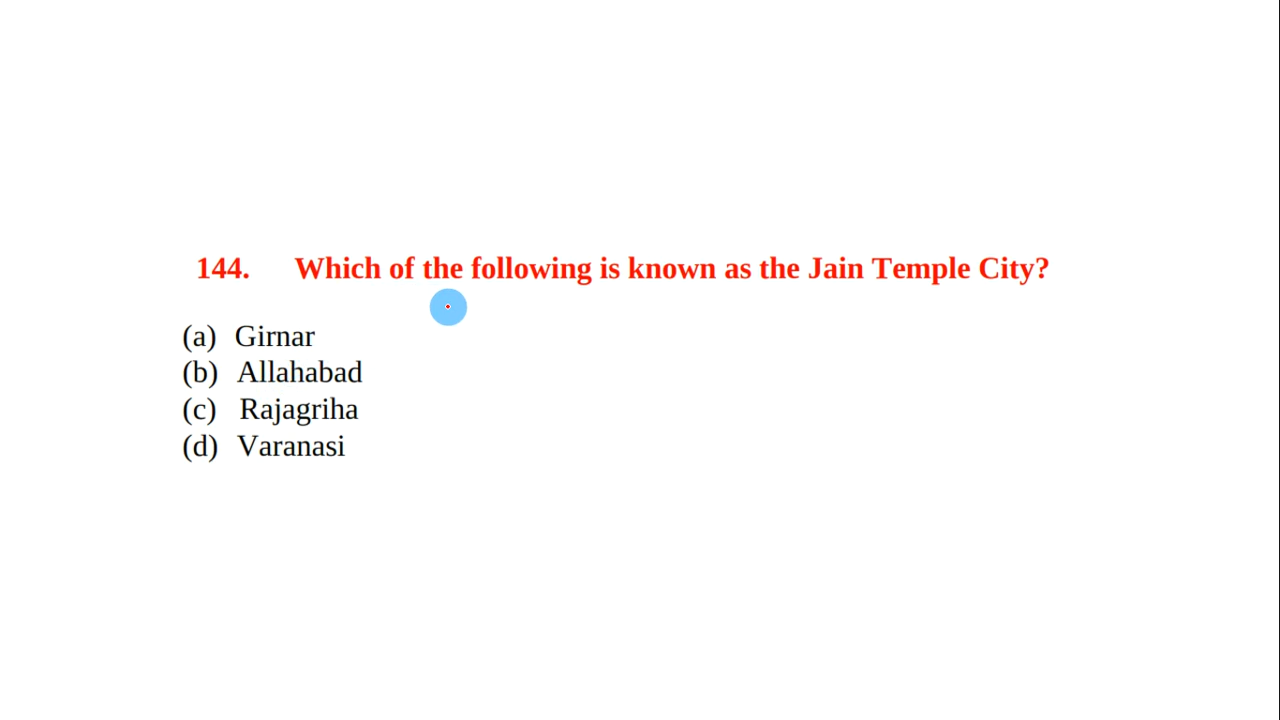 144. Which of the following is known as the Jain Temple City?
(a) Girnar
(b) Allahabad
(c) Rajagriha
(d) Varanasi